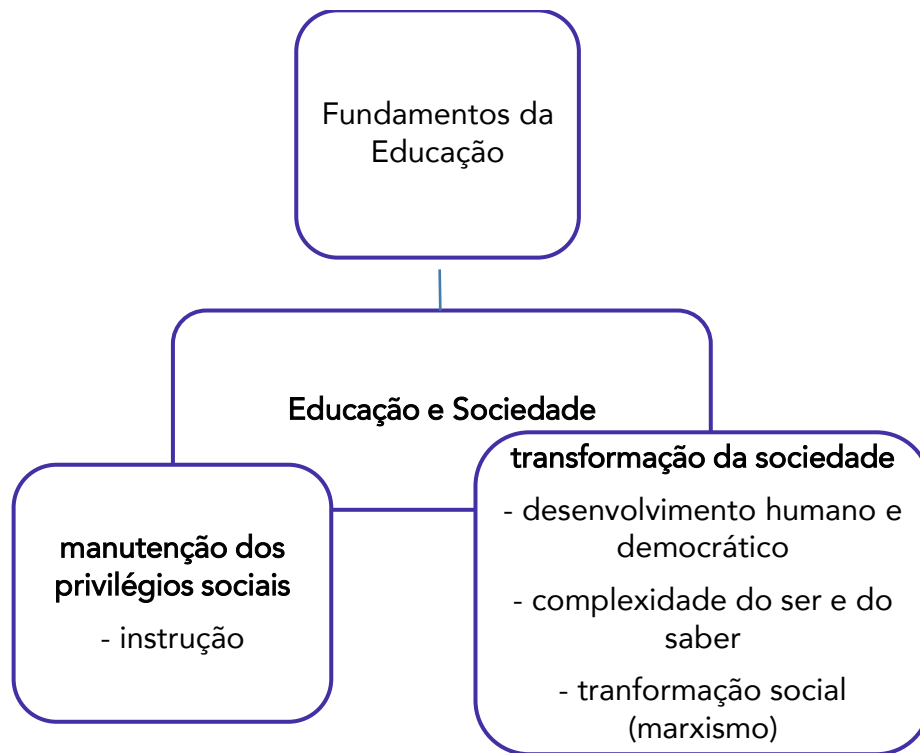 Fundamentos da
Educação
Educação e Sociedade
manutenção dos
privilégios sociais
- instrução
transformação da sociedade
- desenvolvimento humano e
democrático
- complexidade do ser e do
saber
- tranformação social
(marxismo)